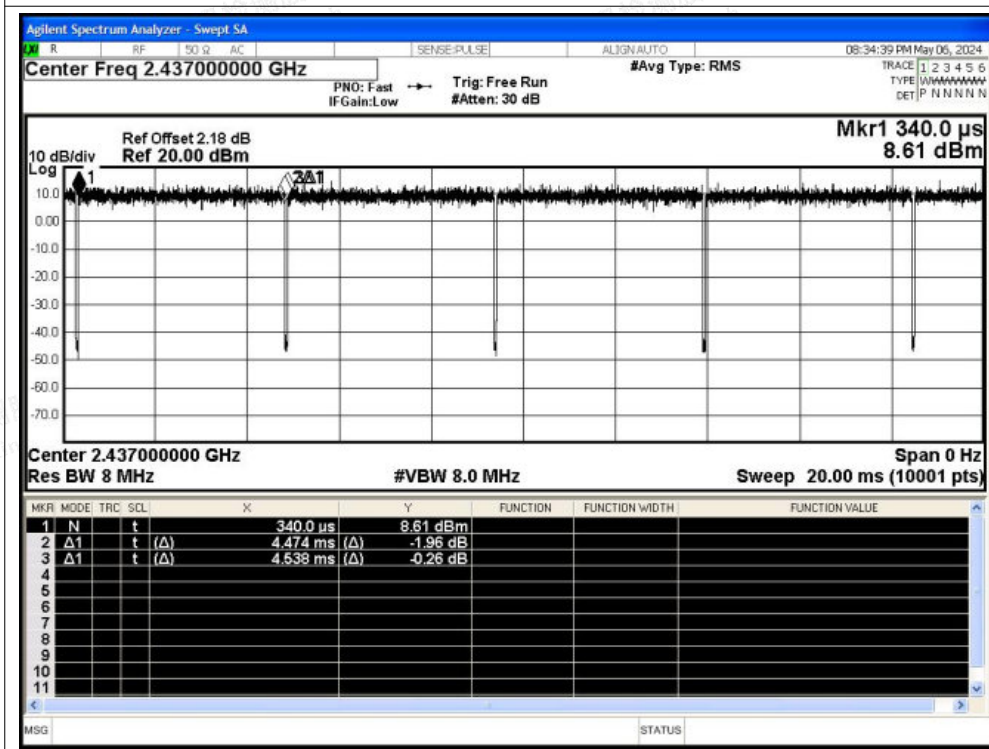 Agilent Spectrum Analyzer - Swept SA
LXI R RF 50 Ω AC SENSE:PULSE ALIGN AUTO 08:34:39 PM May 06, 2024
Center Freq 2.437000000 GHz #Avg Type: RMS TRACE 1 2 3 4 5 6
PNO: Fast Trig: Free Run TYPE WWWWWW
IFGain:Low #Atten: 30 dB DET P N N N N N
Mkr1 340.0 µs
Ref Offset 2.18 dB
10 dB/div Ref 20.00 dBm 8.61 dBm
Log
1 3Δ1
10.0
0.00
-10.0
-20.0
-30.0
-40.0
-50.0
-60.0
-70.0
Center 2.437000000 GHz Span 0 Hz
Res BW 8 MHz #VBW 8.0 MHz Sweep 20.00 ms (10001 pts)
MKR MODE TRC SCL X Y FUNCTION FUNCTION WIDTH FUNCTION VALUE
1 N t 340.0 µs 8.61 dBm
2 Δ1 t (Δ) 4.474 ms (Δ) -1.96 dB
3 Δ1 t (Δ) 4.538 ms (Δ) -0.26 dB
4
5
6
7
8
9
10
11
MSG STATUS